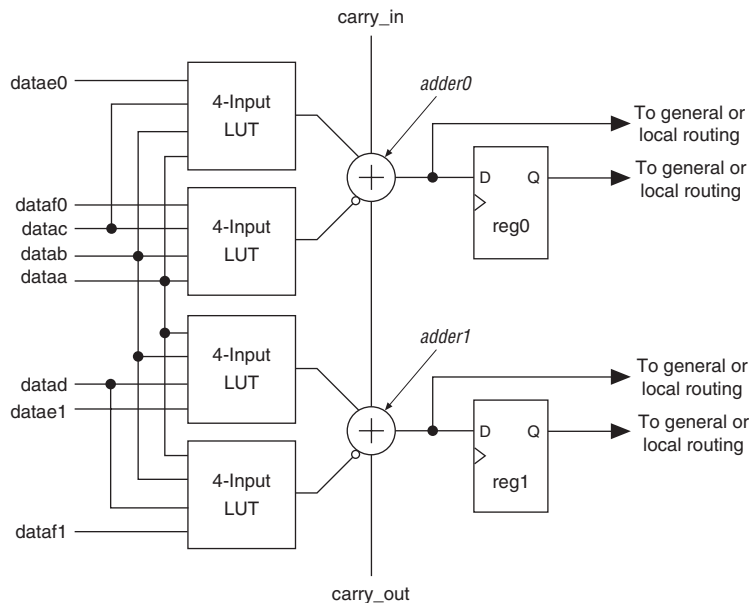 carry_in
adder0
datae0
4-Input
LUT
To general or
local routing
D
Q
reg0
To general or
local routing
dataf0
datac
datab
dataa
4-Input
LUT
4-Input
LUT
adder1
datad
datae1
To general or
local routing
D
Q
reg1
To general or
local routing
4-Input
LUT
dataf1
carry_out